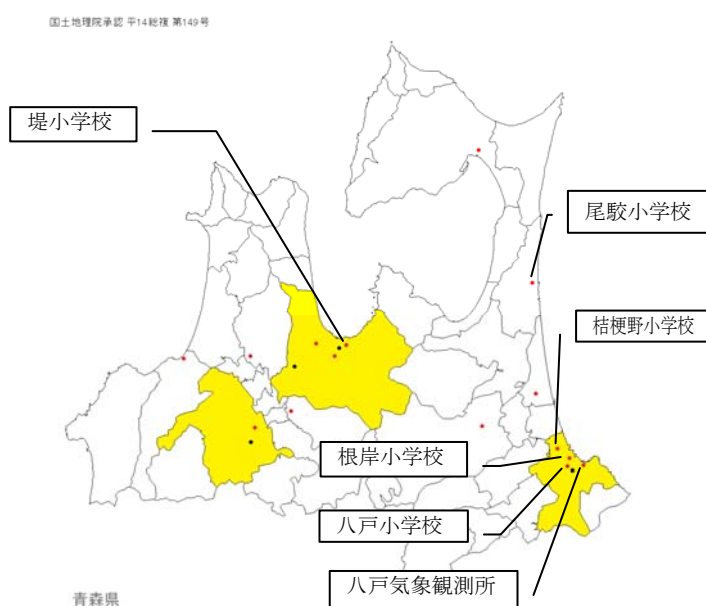 国土地理院承認 平14総複 第149号
堤小学校
尾駮小学校
桔梗野小学校
根岸小学校
八戸小学校
八戸気象観測所
青森県